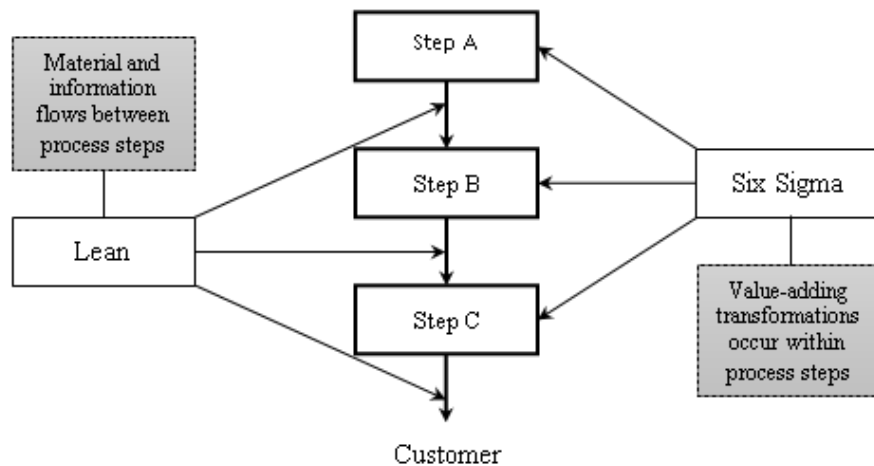 Step A
Material and
information
flows between
process steps
Step B
Six Sigma
Lean
Step C
Value-adding
transformations
occur within
process steps
Customer